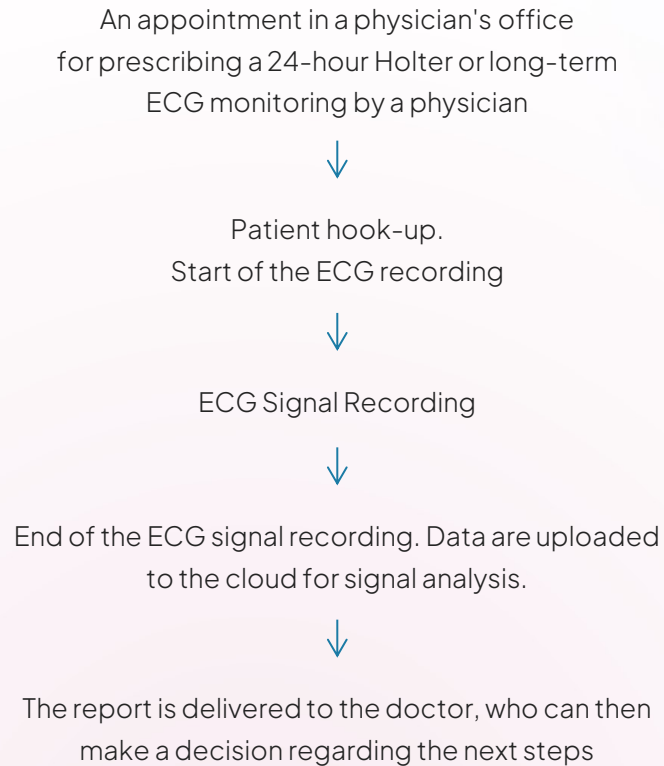 An appointment in a physician's office
for prescribing a 24-hour Holter or long-term
ECG monitoring by a physician
Patient hook-up.
Start of the ECG recording
ECG Signal Recording
End of the ECG signal recording. Data are uploaded
to the cloud for signal analysis.
The report is delivered to the doctor, who can then
make a decision regarding the next steps